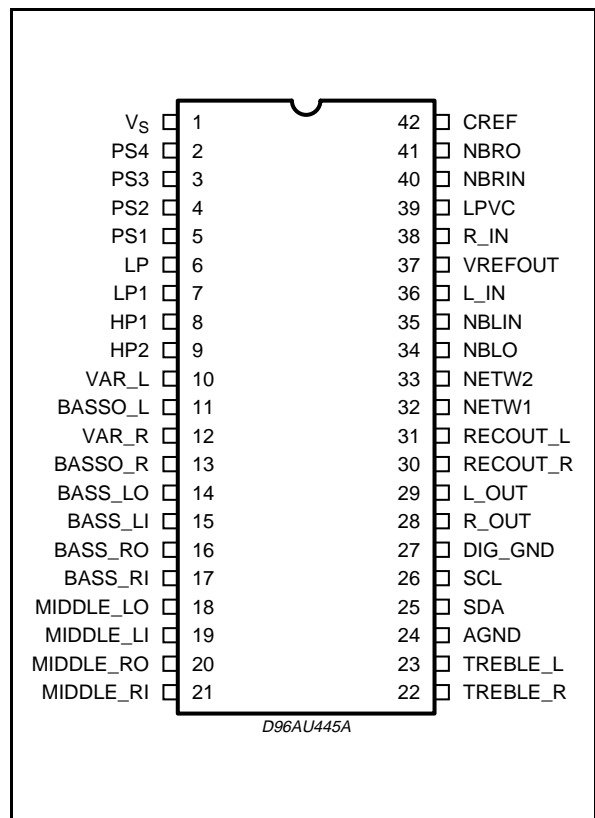 VS 1 42 CREF
PS4 2 41 NBRO
PS3 3 40 NBRIN
PS2 4 39 LPVC
PS1 5 38 R_IN
LP 6 37 VREFOUT
LP1 7 36 L_IN
HP1 8 35 NBLIN
HP2 9 34 NBLO
VAR_L 10 33 NETW2
BASSO_L 11 32 NETW1
VAR_R 12 31 RECOUT_L
BASSO_R 13 30 RECOUT_R
BASS_LO 14 29 L_OUT
BASS_LI 15 28 R_OUT
BASS_RO 16 27 DIG_GND
BASS_RI 17 26 SCL
MIDDLE_LO 18 25 SDA
MIDDLE_LI 19 24 AGND
MIDDLE_RO 20 23 TREBLE_L
MIDDLE_RI 21 22 TREBLE_R
D96AU445A